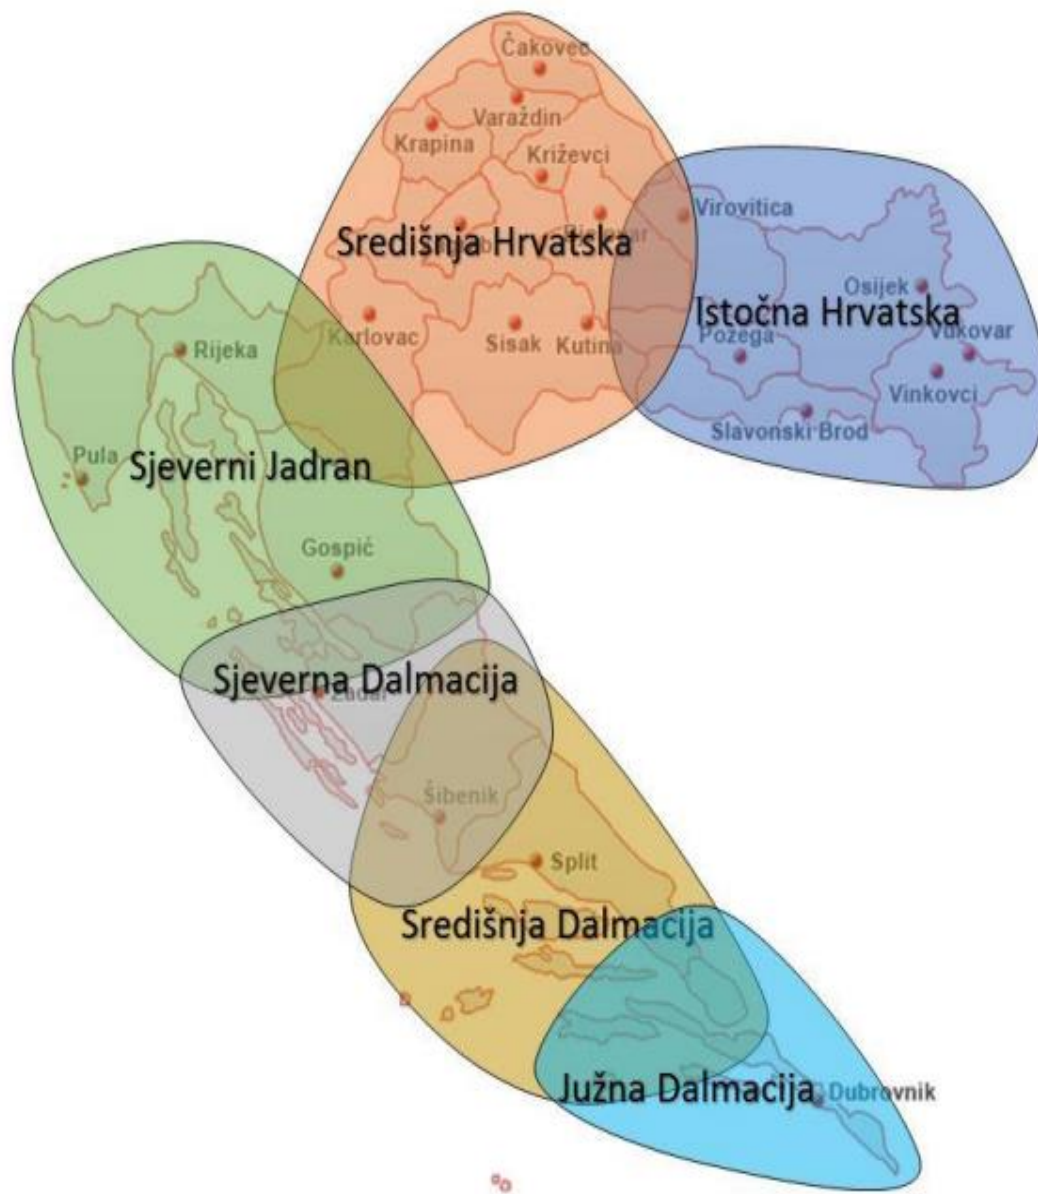 Čakovec
Varaždin
Krapina
Križevci
Virovitica
Središnja Hrvatska
Osijek
Istočna Hrvatska
Karlovac
Sisak
Kutina
Požega
Vukovar
Rijeka
Vinkovci
Slavonski Brod
Pula
Sjeverni Jadran
Gospić
Sjeverna Dalmacija
Zadar
Šibenik
Split
Središnja Dalmacija
Južna Dalmacija
Dubrovnik